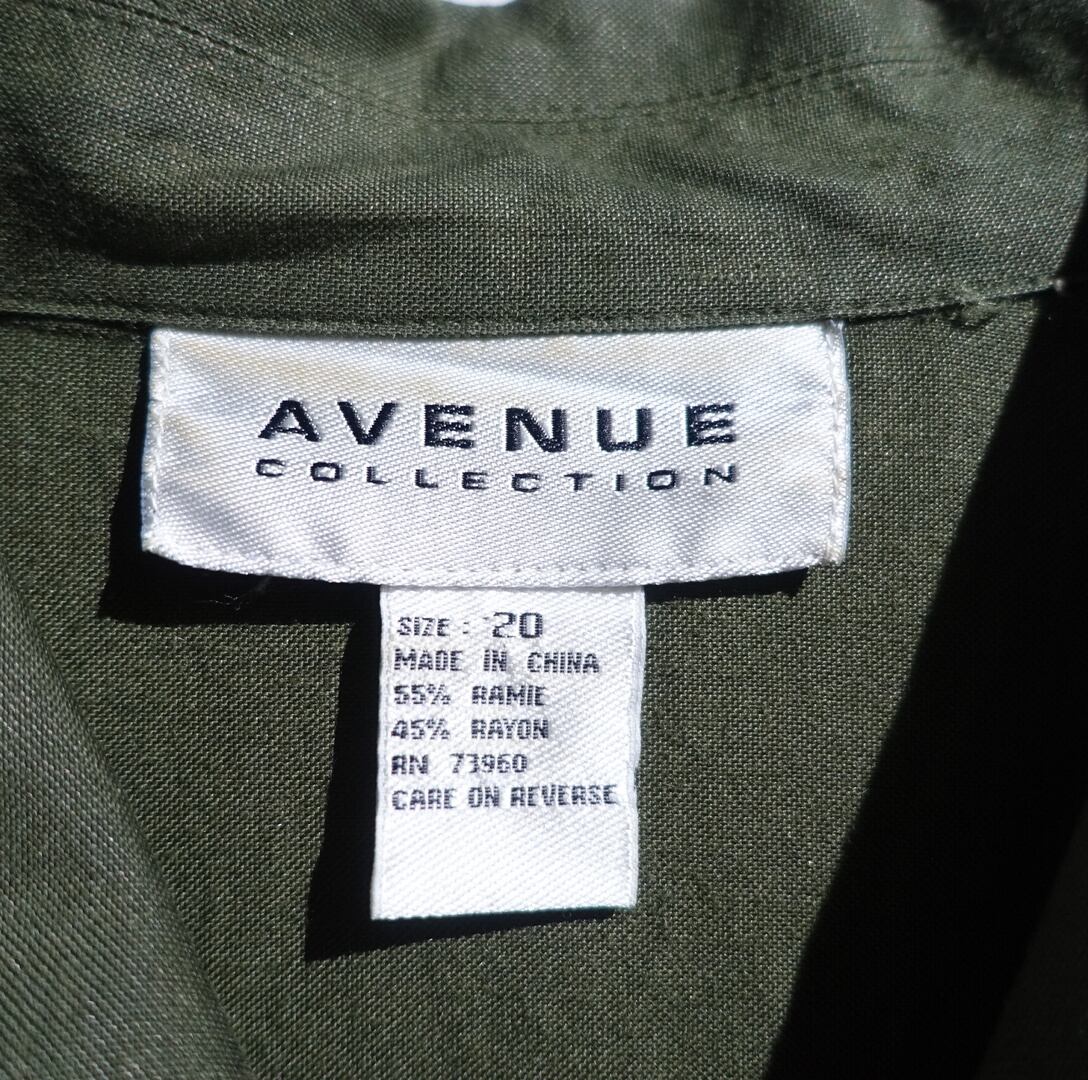 AVENUE
COLLECTION
SIZE : 20
MADE IN CHINA
55% RAMIE
45% RAYON
RN 73960
CARE ON REVERSE